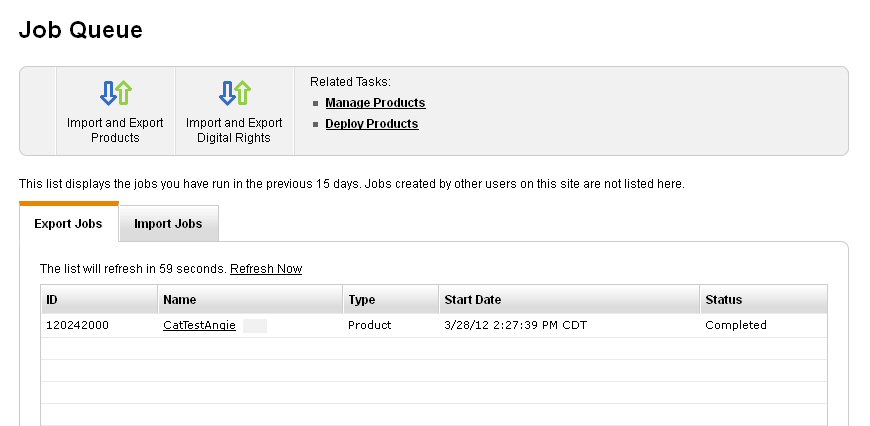 Job Queue
Import and Export
Products
Import and Export
Digital Rights
Related Tasks:
Manage Products
Deploy Products
This list displays the jobs you have run in the previous 15 days. Jobs created by other users on this site are not listed here.
Export Jobs
Import Jobs
The list will refresh in 59 seconds. Refresh Now
ID Name Type Start Date Status
120242000 CatTestAngie Product 3/28/12 2:27:39 PM CDT Completed